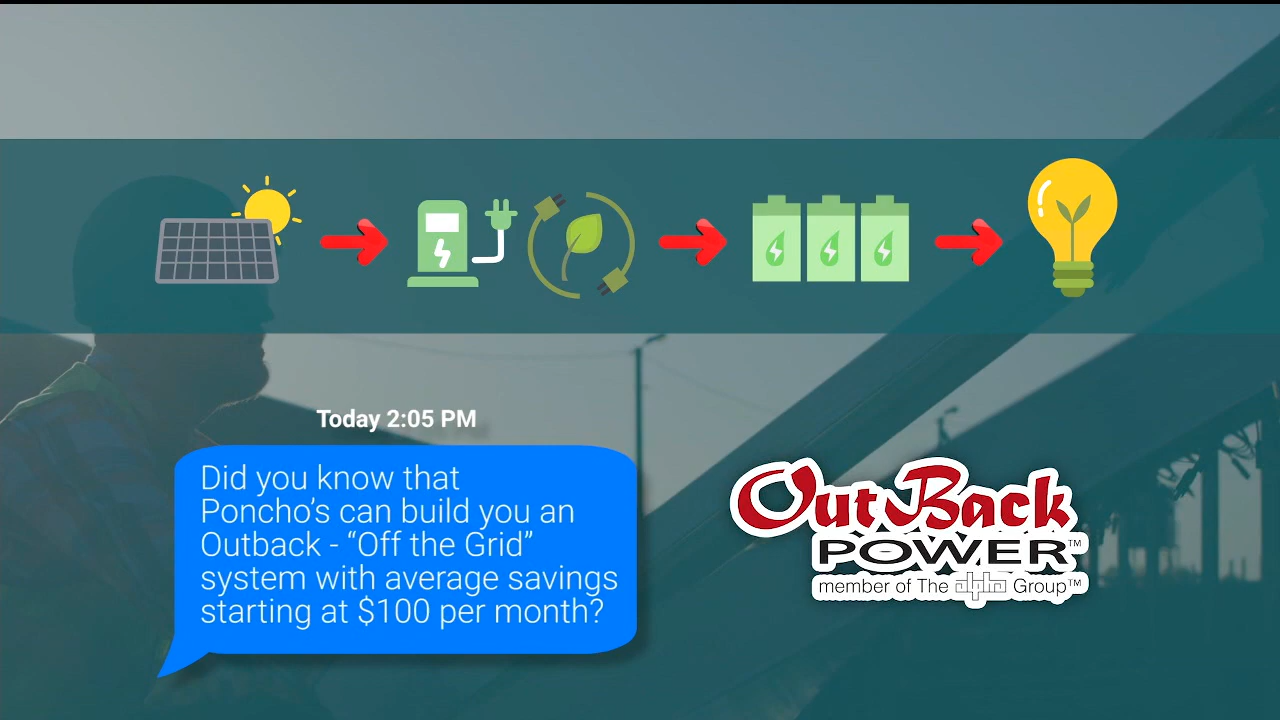 Today 2:05 PM
Did you know that
Poncho’s can build you an
Outback - “Off the Grid”
system with average savings
starting at $100 per month?
OutBack
POWER™
member of The alpha Group™